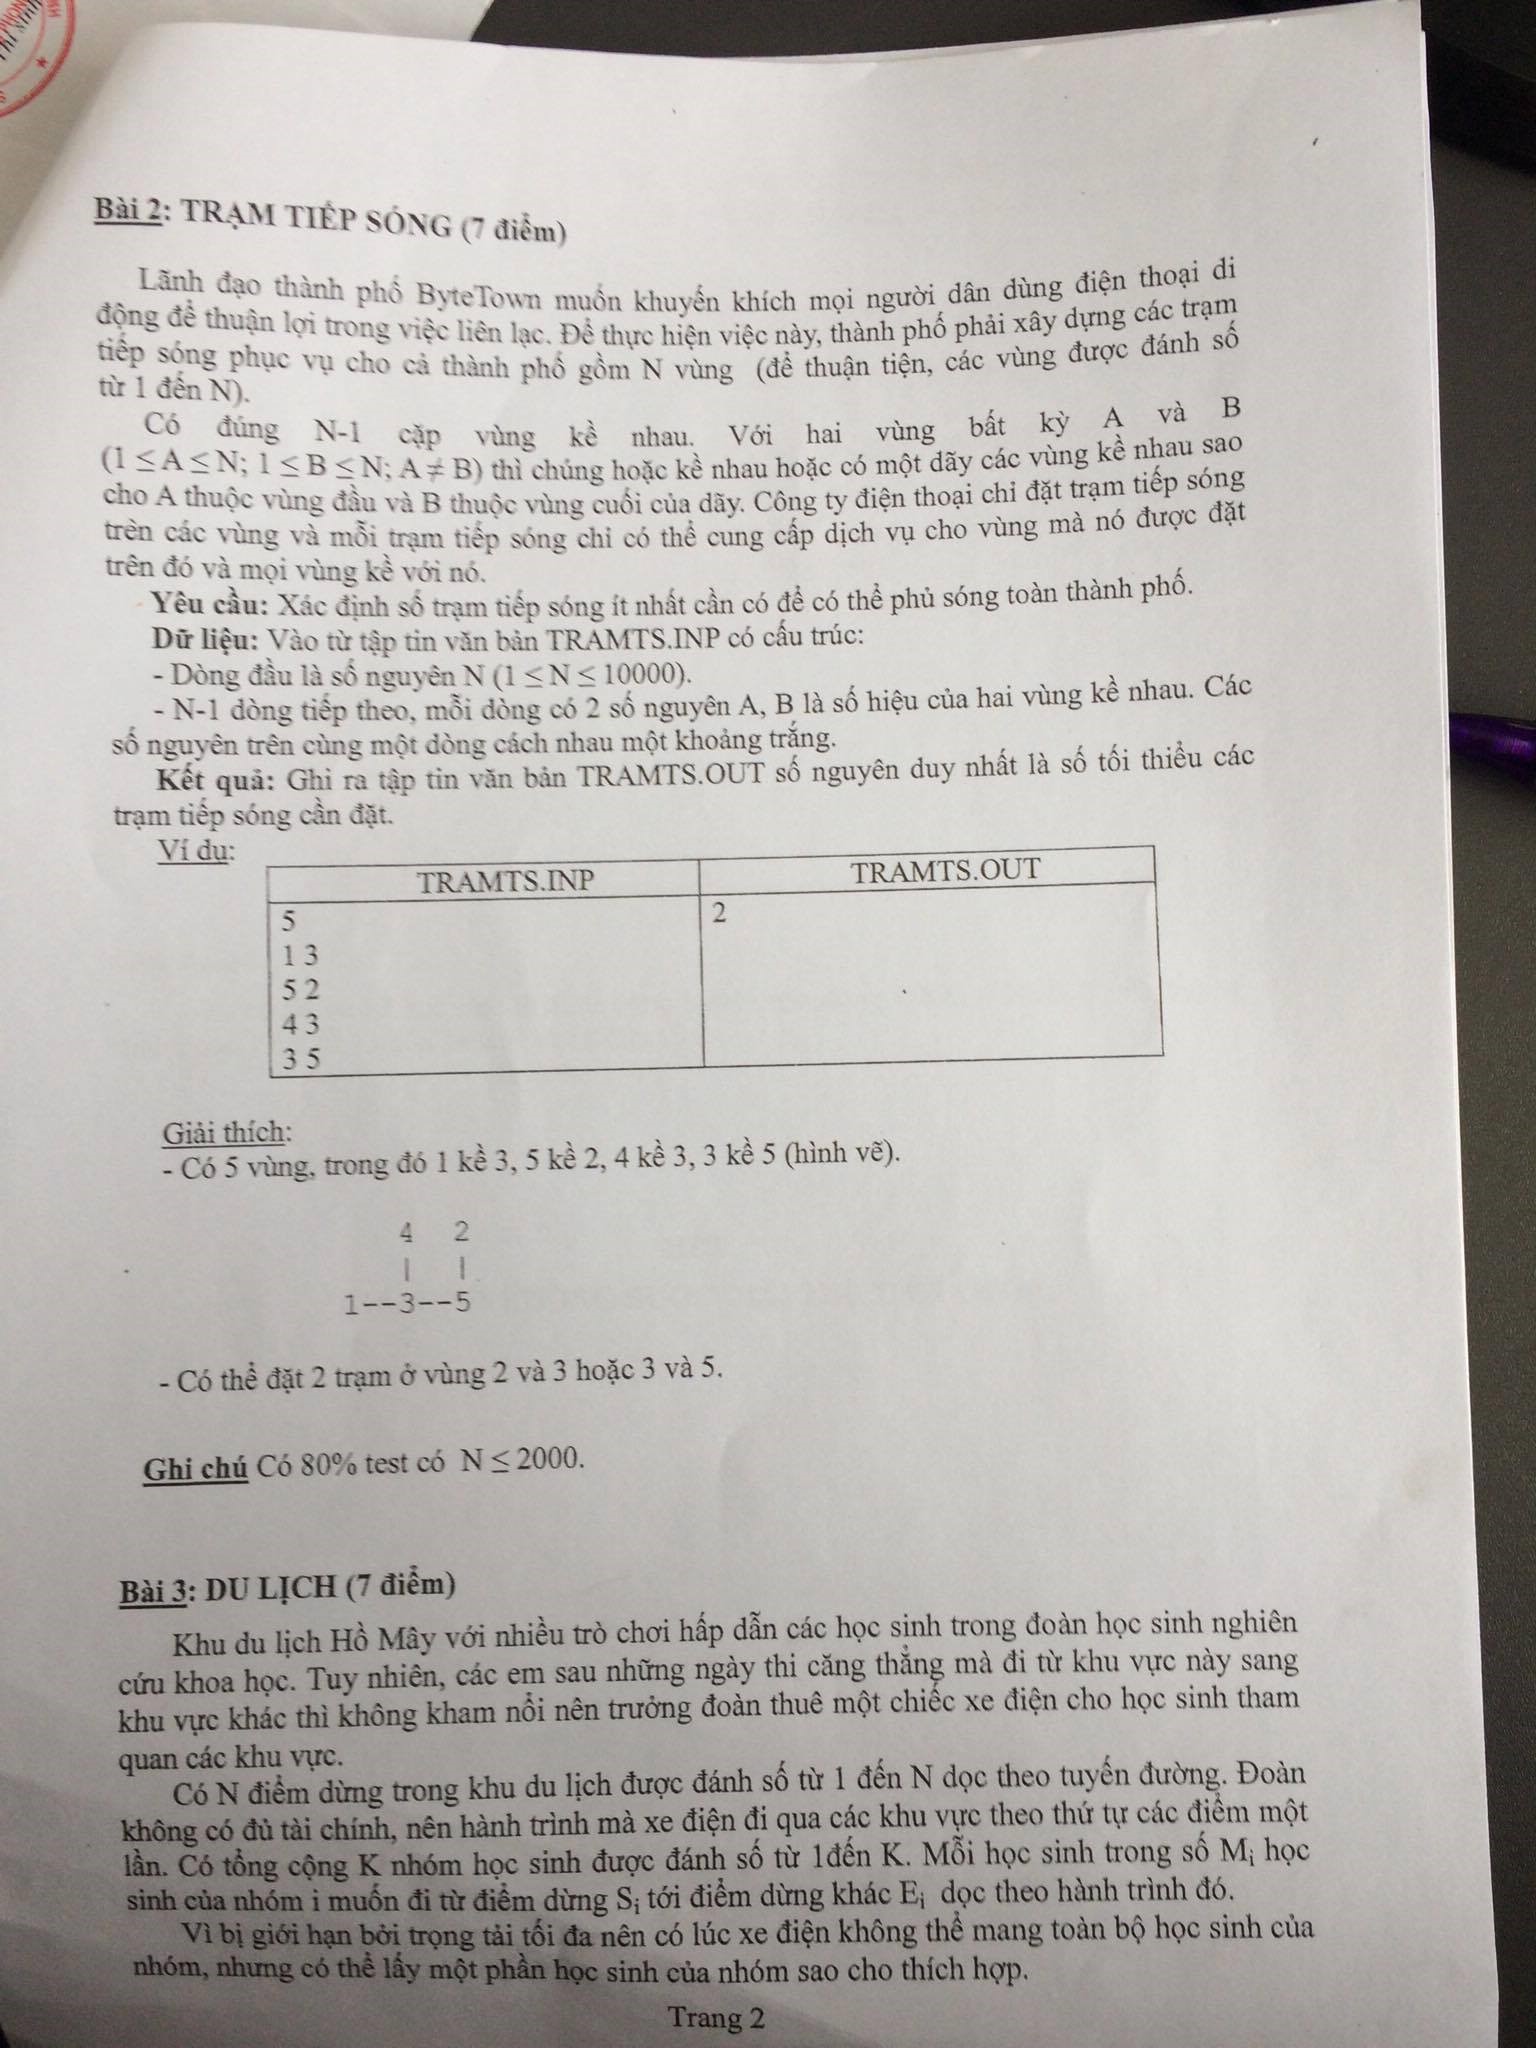 Bài 2: TRẠM TIẾP SÓNG (7 điểm)
Lãnh đạo thành phố ByteTown muốn khuyến khích mọi người dân dùng điện thoại di
động để thuận lợi trong việc liên lạc. Để thực hiện việc này, thành phố phải xây dựng các trạm
tiếp sóng phục vụ cho cả thành phố gồm N vùng (để thuận tiện, các vùng được đánh số
từ 1 đến N).
Có đúng N-1 cặp vùng kề nhau. Với hai vùng bất kỳ A và B
(1 ≤ A ≤ N; 1 ≤ B ≤ N; A ≠ B) thì chúng hoặc kề nhau hoặc có một dãy các vùng kề nhau sao
cho A thuộc vùng đầu và B thuộc vùng cuối của dãy. Công ty điện thoại chỉ đặt trạm tiếp sóng
trên các vùng và mỗi trạm tiếp sóng chỉ có thể cung cấp dịch vụ cho vùng mà nó được đặt
trên đó và mọi vùng kề với nó.
Yêu cầu: Xác định số trạm tiếp sóng ít nhất cần có để có thể phủ sóng toàn thành phố.
Dữ liệu: Vào từ tập tin văn bản TRAMTS.INP có cấu trúc:
- Dòng đầu là số nguyên N (1 ≤ N ≤ 10000).
- N-1 dòng tiếp theo, mỗi dòng có 2 số nguyên A, B là số hiệu của hai vùng kề nhau. Các
số nguyên trên cùng một dòng cách nhau một khoảng trắng.
Kết quả: Ghi ra tập tin văn bản TRAMTS.OUT số nguyên duy nhất là số tối thiểu các
trạm tiếp sóng cần đặt.
Ví dụ:
TRAMTS.INP TRAMTS.OUT
5 2
1 3
5 2
4 3
3 5
Giải thích:
- Có 5 vùng, trong đó 1 kề 3, 5 kề 2, 4 kề 3, 3 kề 5 (hình vẽ).
4 2
| |
1--3--5
- Có thể đặt 2 trạm ở vùng 2 và 3 hoặc 3 và 5.
Ghi chú Có 80% test có N ≤ 2000.
Bài 3: DU LỊCH (7 điểm)
Khu du lịch Hồ Mây với nhiều trò chơi hấp dẫn các học sinh trong đoàn học sinh nghiên
cứu khoa học. Tuy nhiên, các em sau những ngày thi căng thẳng mà đi từ khu vực này sang
khu vực khác thì không kham nổi nên trưởng đoàn thuê một chiếc xe điện cho học sinh tham
quan các khu vực.
Có N điểm dừng trong khu du lịch được đánh số từ 1 đến N dọc theo tuyến đường. Đoàn
không có đủ tài chính, nên hành trình mà xe điện đi qua các khu vực theo thứ tự các điểm một
lần. Có tổng cộng K nhóm học sinh được đánh số từ 1đến K. Mỗi học sinh trong số Mi học
sinh của nhóm i muốn đi từ điểm dừng Si tới điểm dừng khác Ei dọc theo hành trình đó.
Vì bị giới hạn bởi trọng tải tối đa nên có lúc xe điện không thể mang toàn bộ học sinh của
nhóm, nhưng có thể lấy một phần học sinh của nhóm sao cho thích hợp.
Trang 2